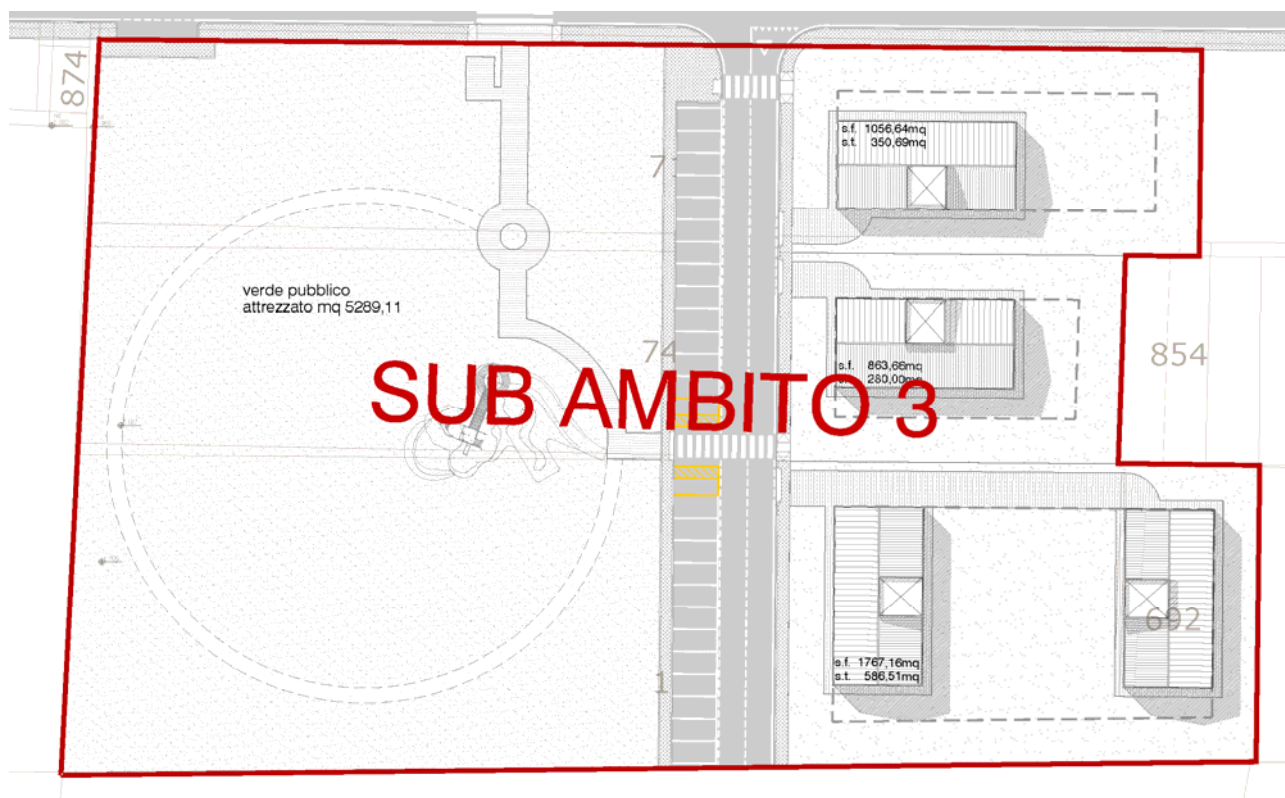 874
s.f. 1056,64mq
s.t. 350,69mq
7
verde pubblico
attrezzato mq 5289,11
74
854
s.f. 863,66mq
s.t. 280,00mq
SUB AMBITO 3
692
s.f. 1767,16mq
s.t. 586,51mq
1